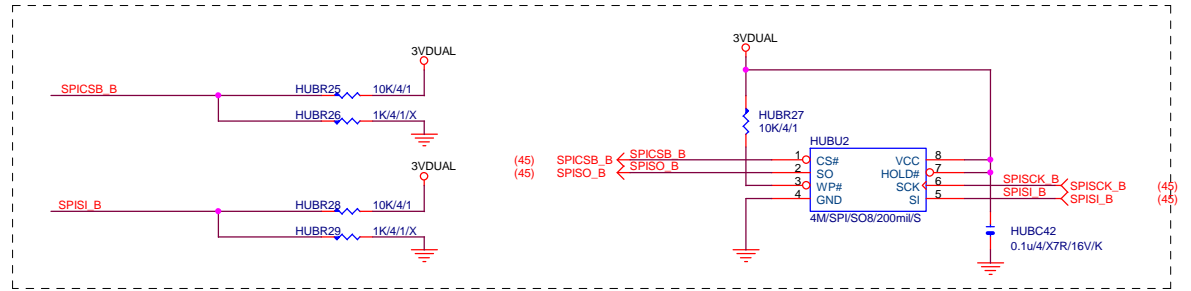 3VDUAL
SPICSB_B
HUBR25 10K/4/1
HUBR26 1K/4/1/X
3VDUAL
SPISI_B
HUBR28 10K/4/1
HUBR29 1K/4/1/X
3VDUAL
HUBR27
10K/4/1
HUBU2
(45) SPICSB_B SPICSB_B 1 CS# VCC 8
(45) SPISO_B SPISO_B 2 SO HOLD# 7
3 WP# SCK 6 SPISCK_B SPISCK_B (45)
4 GND SI 5 SPISI_B SPISI_B (45)
4M/SPI/SO8/200mil/S
HUBC42
0.1u/4/X7R/16V/K